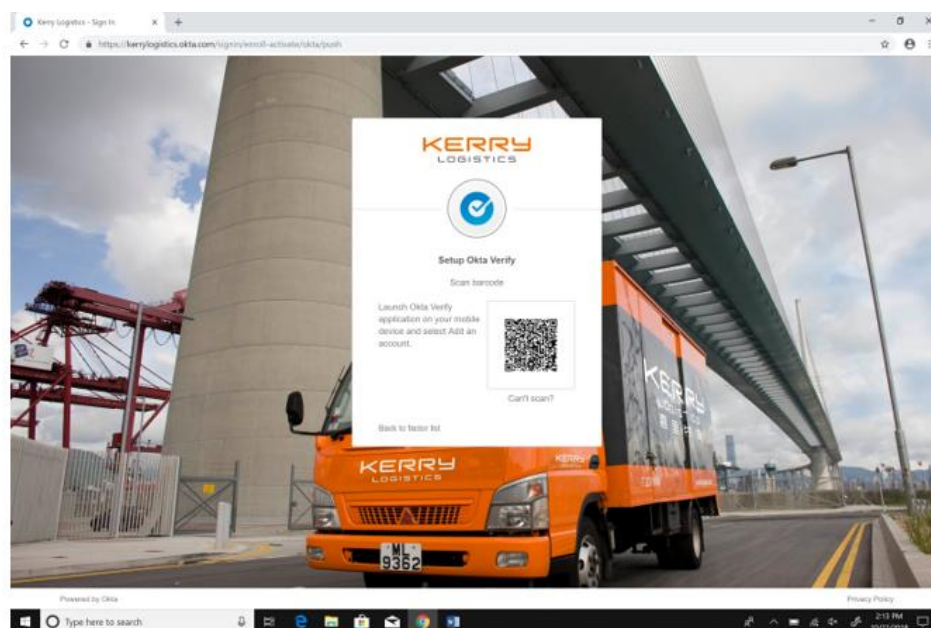 Kerry Logistics - Sign In
https://kerrylogistics.okta.com/signin/enroll-activate/okta/push
KERRY
LOGISTICS
Setup Okta Verify
Scan barcode
Launch Okta Verify
application on your mobile
device and select Add an
account.
Can't scan?
Back to factor list
KERRY
LOGISTICS
KERRY
KERRY
ML
9362
Powered by Okta
Privacy Policy
Type here to search
2:13 PM